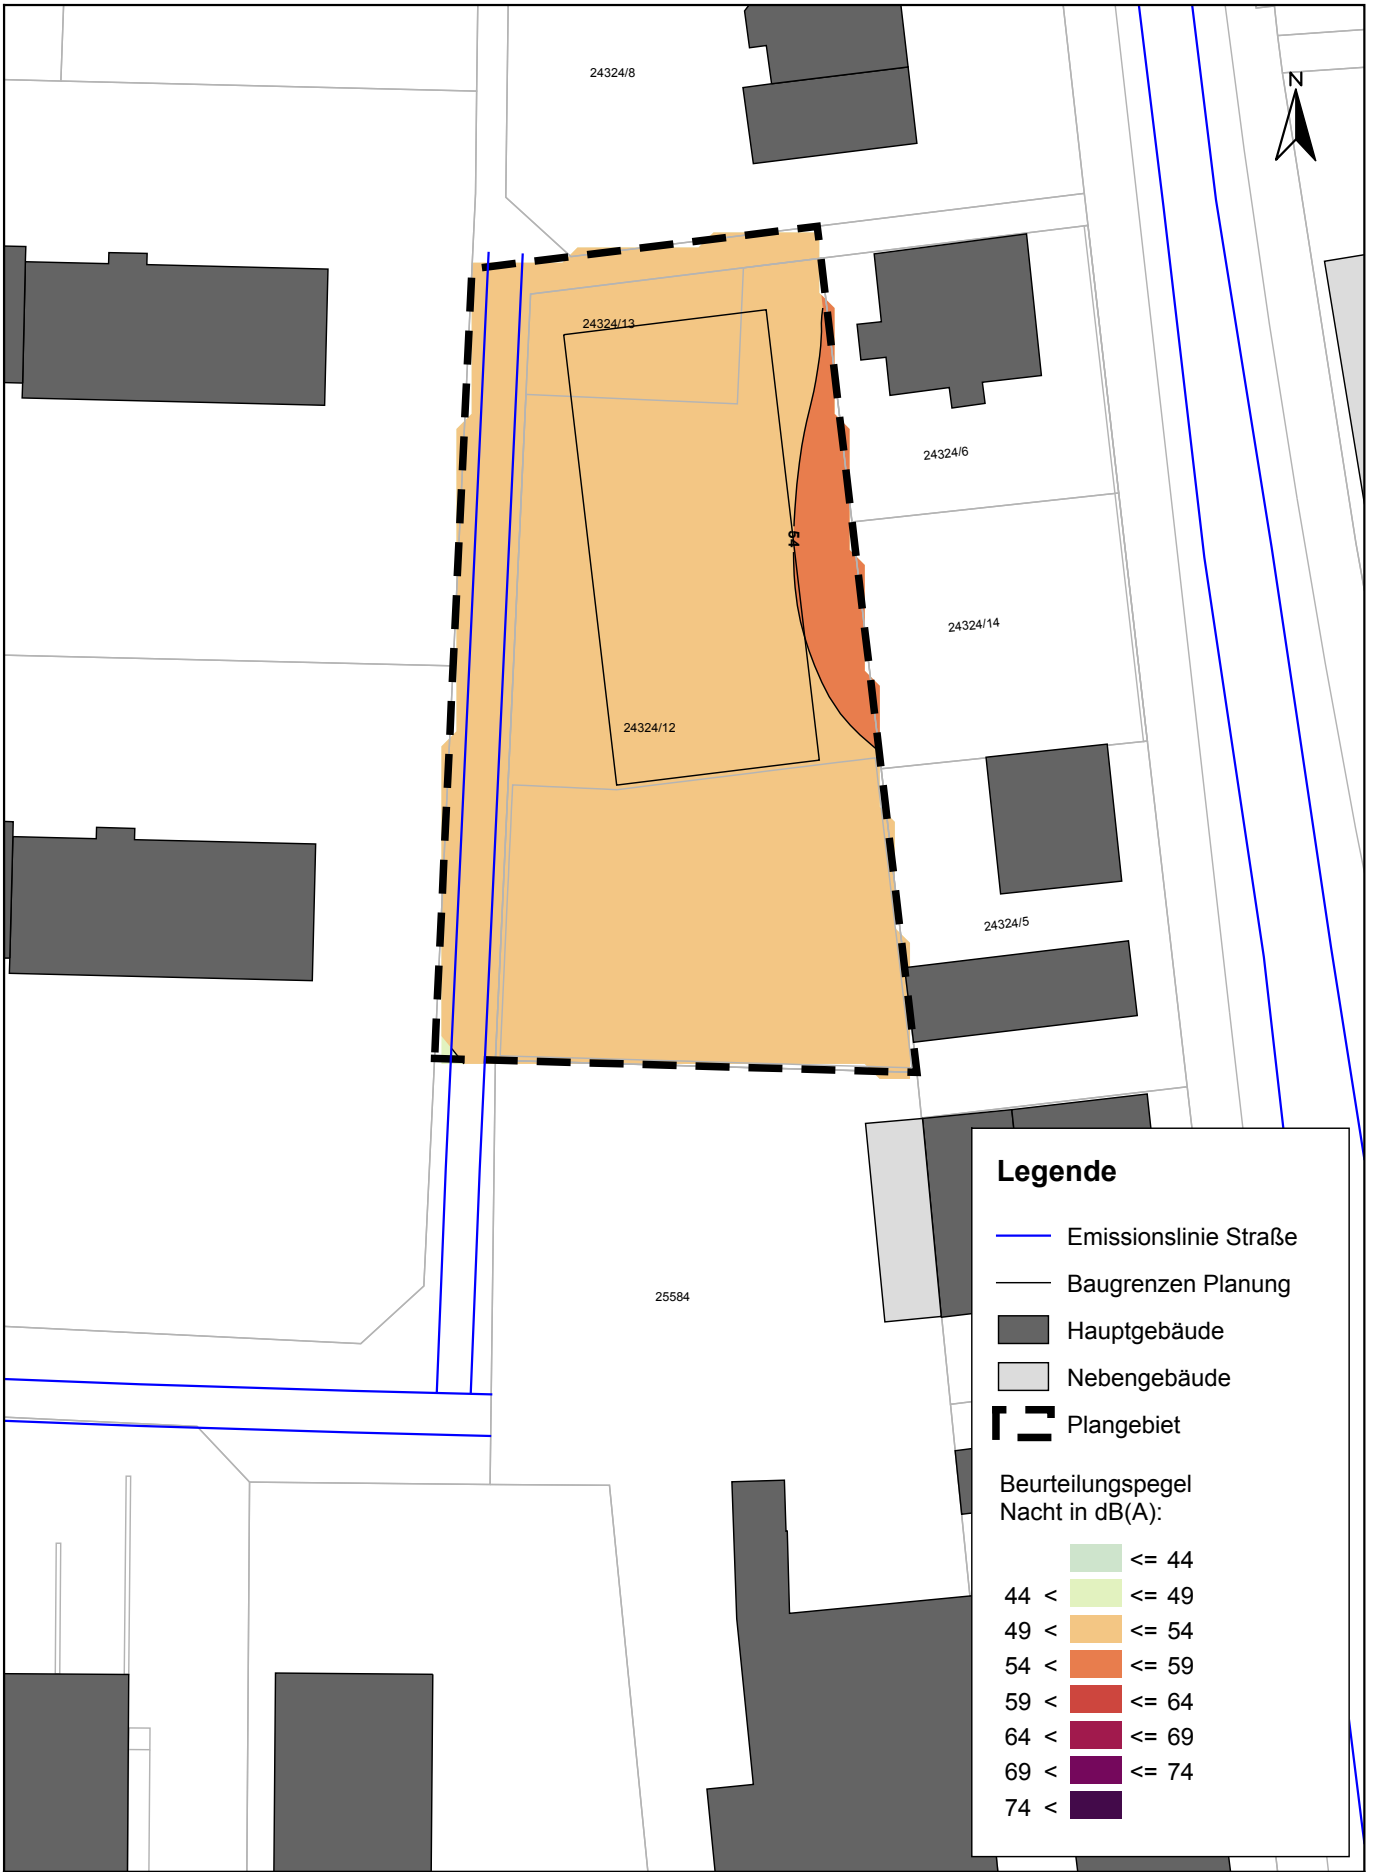 24324/8
N
24324/13
24324/6
54
24324/14
24324/12
24324/5
25584
Legende
Emissionslinie Straße
Baugrenzen Planung
Hauptgebäude
Nebengebäude
Plangebiet
Beurteilungspegel
Nacht in dB(A):
<= 44
44 < <= 49
49 < <= 54
54 < <= 59
59 < <= 64
64 < <= 69
69 < <= 74
74 <